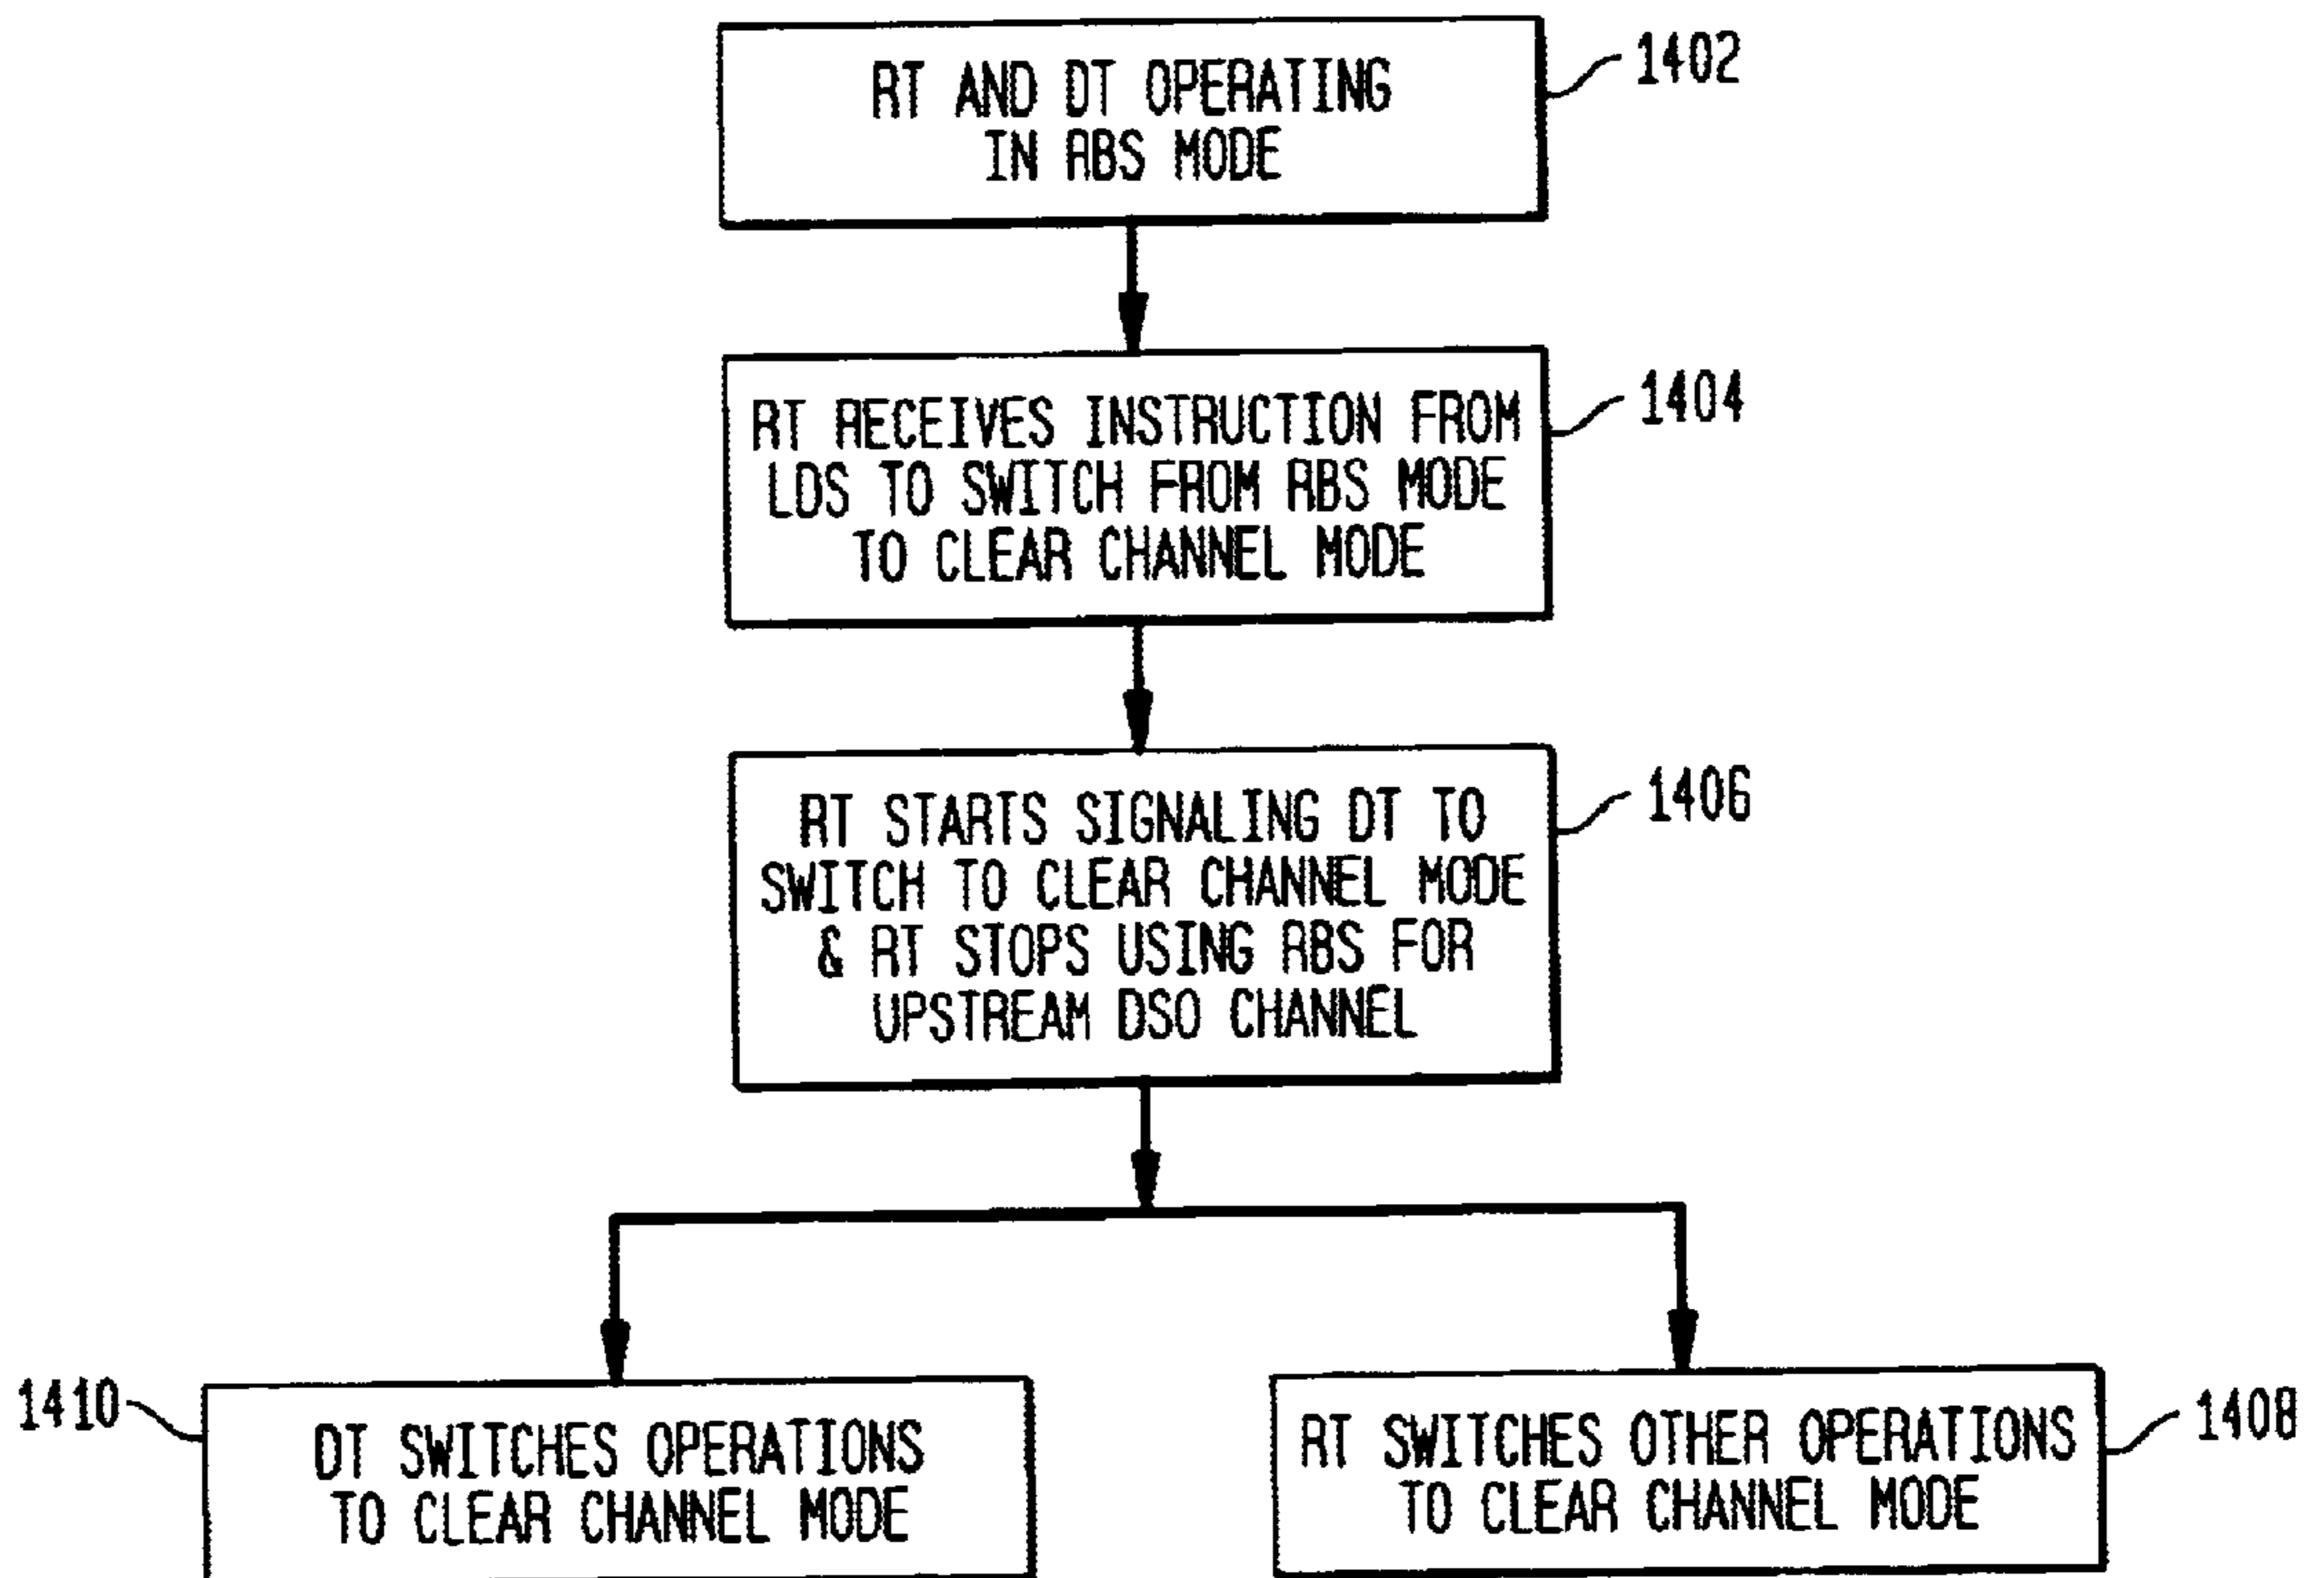 RT AND DT OPERATING
IN RBS MODE
1402
RT RECEIVES INSTRUCTION FROM
LDS TO SWITCH FROM RBS MODE
TO CLEAR CHANNEL MODE
1404
RT STARTS SIGNALING DT TO
SWITCH TO CLEAR CHANNEL MODE
& RT STOPS USING RBS FOR
UPSTREAM DSO CHANNEL
1406
1410
DT SWITCHES OPERATIONS
TO CLEAR CHANNEL MODE
RT SWITCHES OTHER OPERATIONS
TO CLEAR CHANNEL MODE
1408